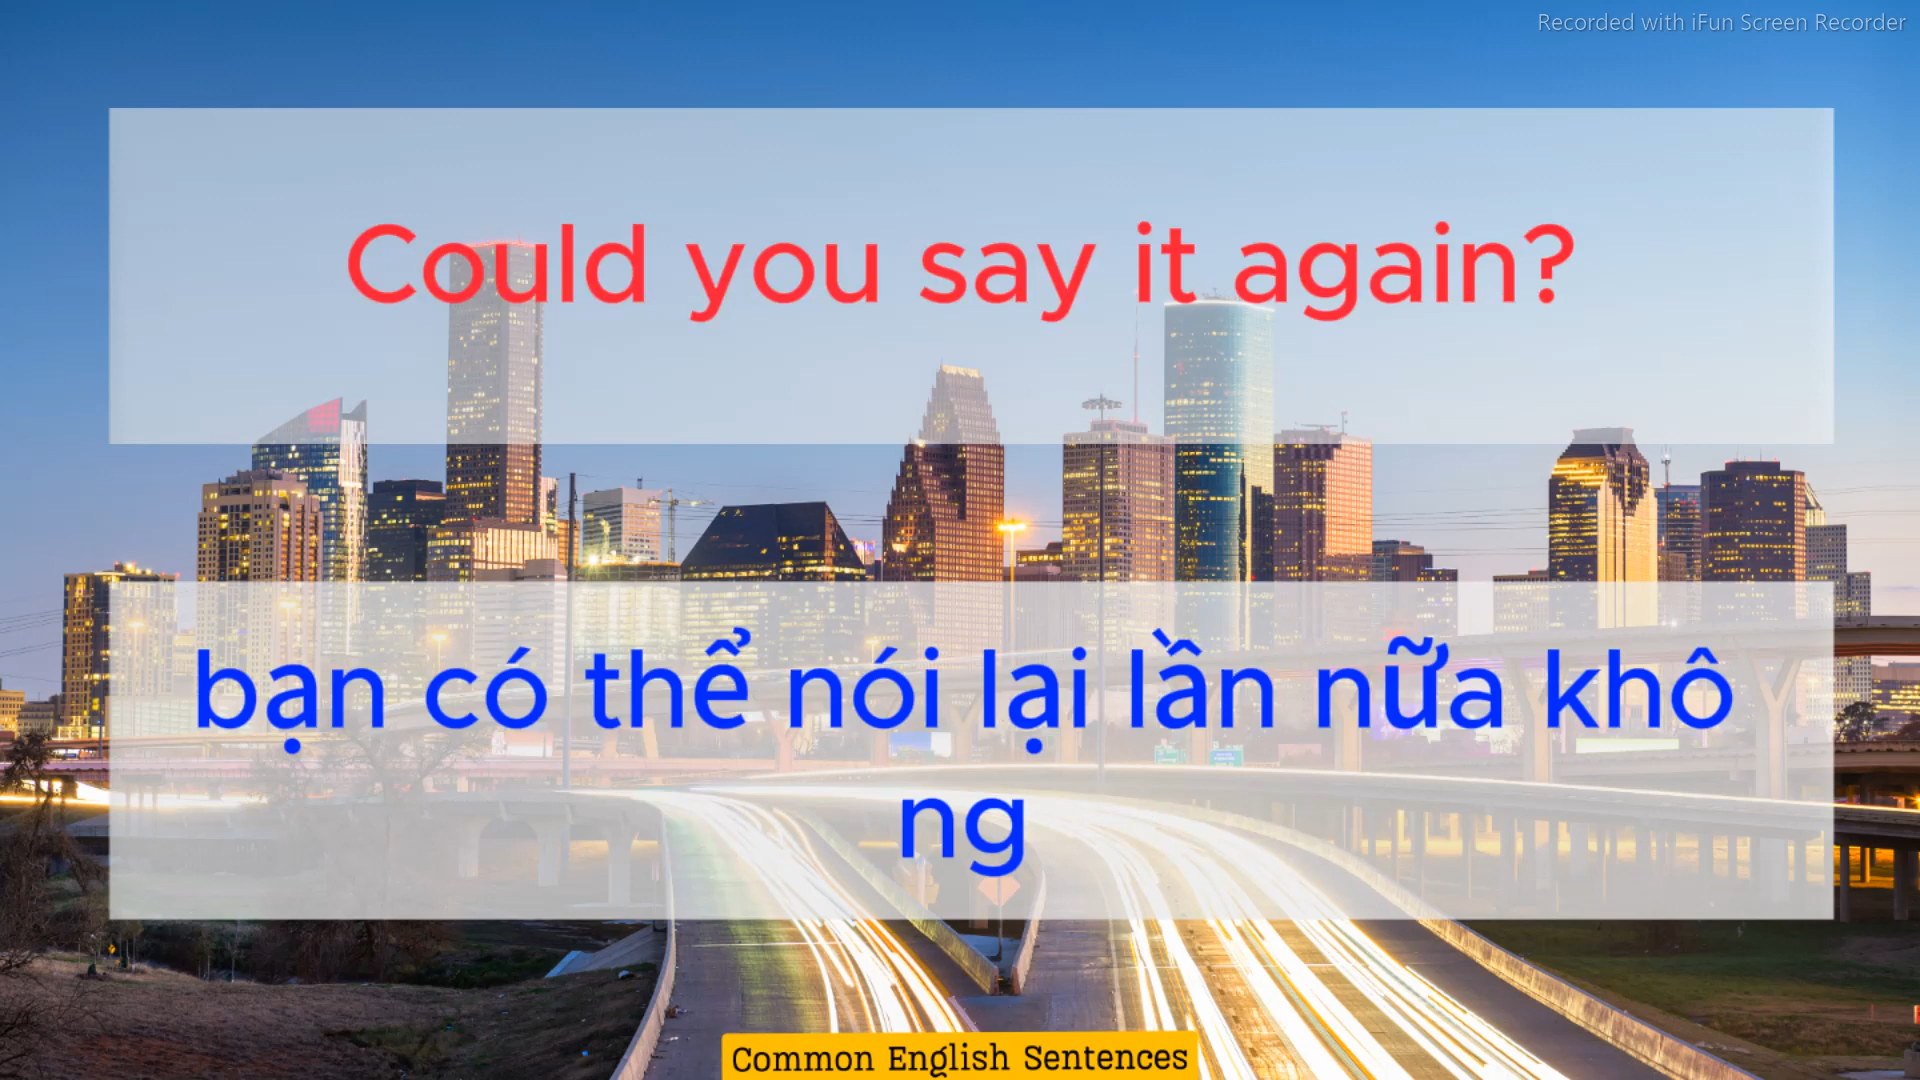 Recorded with iFun Screen Recorder
Could you say it again?
bạn có thể nói lại lần nữa khô
ng
Common English Sentences